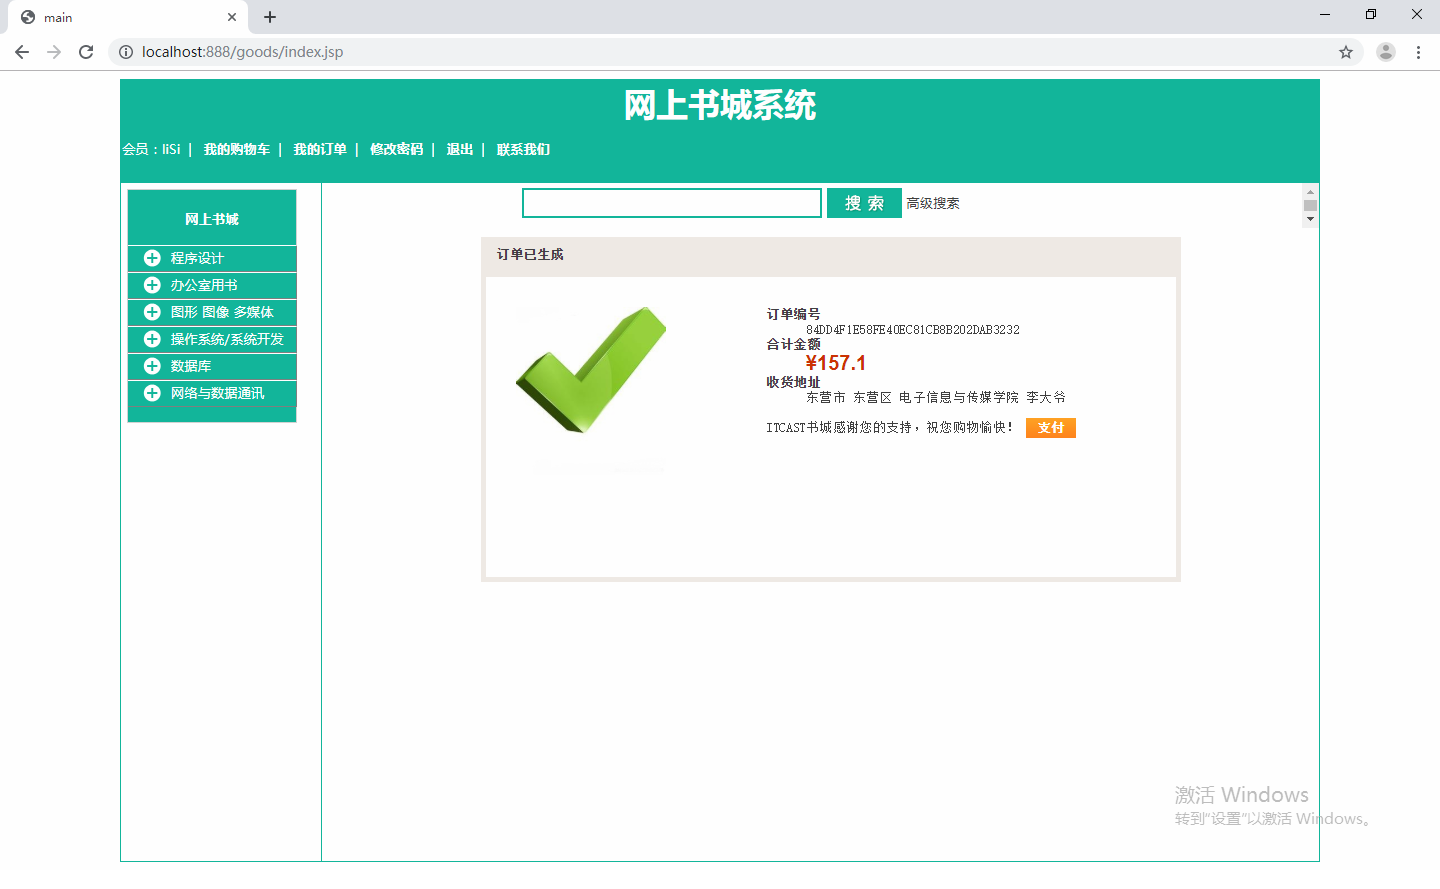 main
localhost:888/goods/index.jsp
网上书城系统
会员：liSi | 我的购物车 | 我的订单 | 修改密码 | 退出 | 联系我们
网上书城
程序设计
办公室用书
图形 图像 多媒体
操作系统/系统开发
数据库
网络与数据通讯
搜 索 高级搜索
订单已生成
订单编号
84DD4F1E58FE40EC81CB8B202DAB3232
合计金额
¥157.1
收货地址
东营市 东营区 电子信息与传媒学院 李大爷
ITCAST书城感谢您的支持，祝您购物愉快！ 支付
激活 Windows
转到"设置"以激活 Windows。